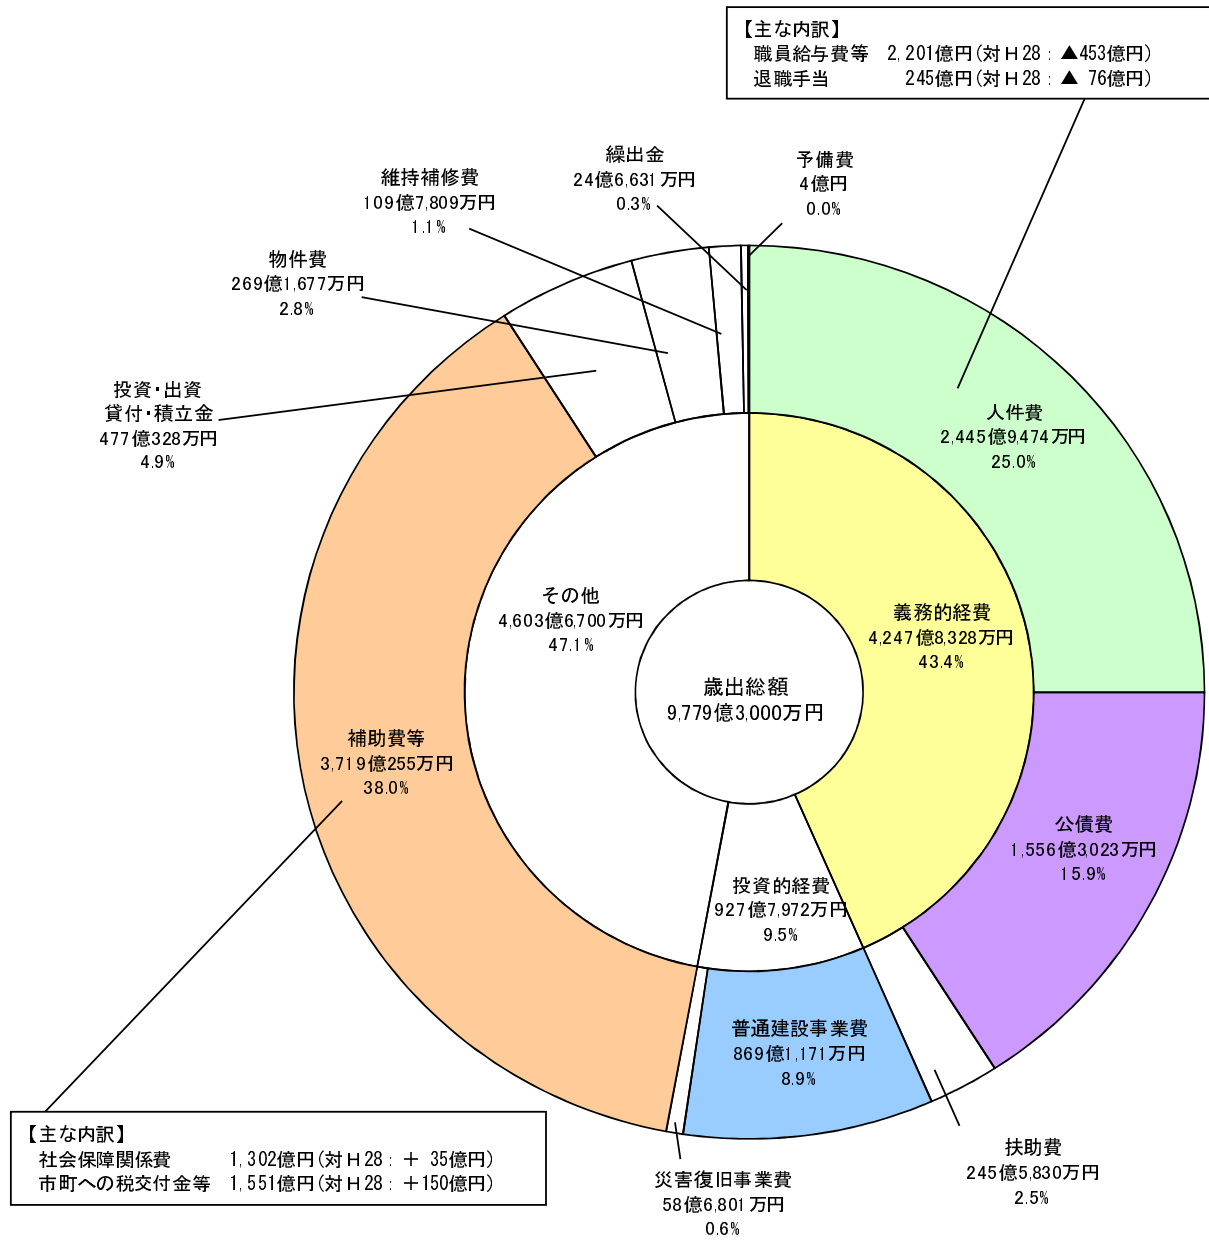 【主な内訳】
職員給与費等 2,201億円(対H28:▲453億円)
退職手当 245億円(対H28:▲ 76億円)
繰出金
24億6,631万円
0.3%
予備費
4億円
0.0%
維持補修費
109億7,809万円
1.1%
物件費
269億1,677万円
2.8%
投資・出資
貸付・積立金
477億328万円
4.9%
人件費
2,445億9,474万円
25.0%
その他
4,603億6,700万円
47.1%
義務的経費
4,247億8,328万円
43.4%
歳出総額
9,779億3,000万円
補助費等
3,719億255万円
38.0%
公債費
1,556億3,023万円
15.9%
投資的経費
927億7,972万円
9.5%
普通建設事業費
869億1,171万円
8.9%
扶助費
245億5,830万円
2.5%
災害復旧事業費
58億6,801万円
0.6%
【主な内訳】
社会保障関係費 1,302億円(対H28:+ 35億円)
市町への税交付金等 1,551億円(対H28:+150億円)